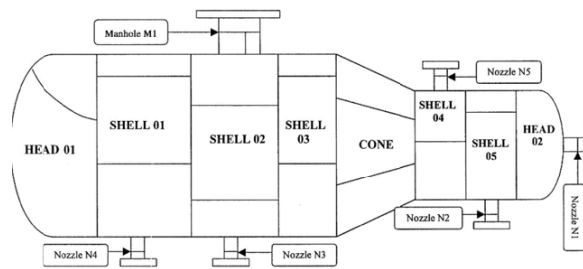 Manhole M1
Nozzle N5
SHELL 01
SHELL 02
SHELL
03
SHELL
04
HEAD 01
CONE
SHELL
05
HEAD
02
Nozzle N2
Nozzle N1
Nozzle N4
Nozzle N3